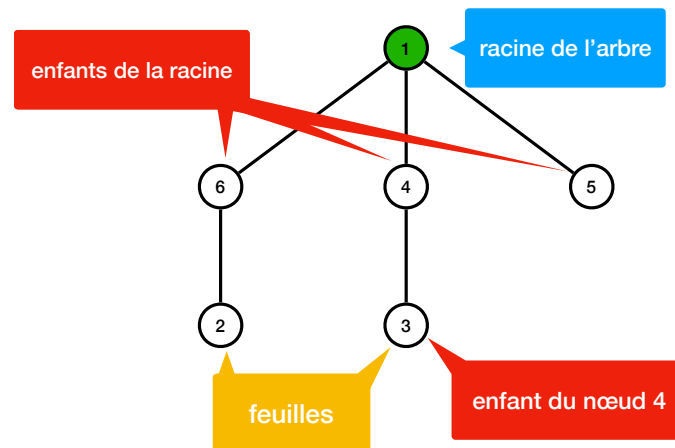 1
racine de l’arbre
enfants de la racine
6
4
5
2
3
feuilles
enfant du nœud 4